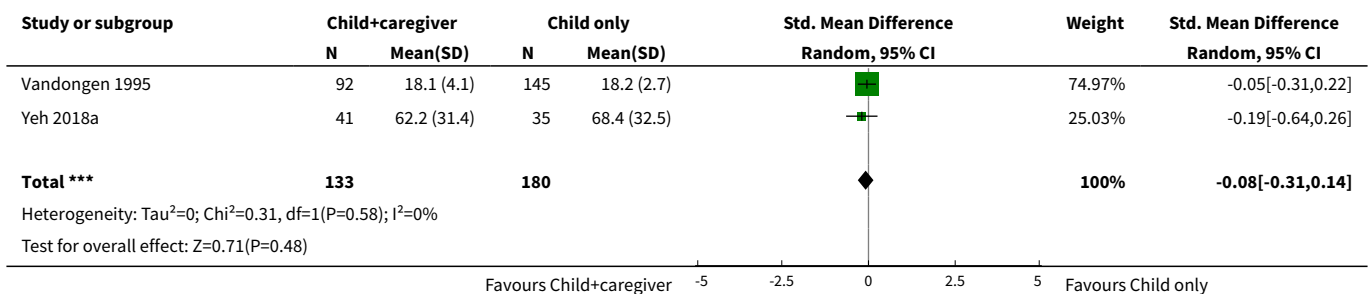 Study or subgroup Child+caregiver Child only Std. Mean Difference Weight Std. Mean Difference
N Mean(SD) N Mean(SD) Random, 95% CI Random, 95% CI
Vandongen 1995 92 18.1 (4.1) 145 18.2 (2.7) 74.97% -0.05[-0.31,0.22]
Yeh 2018a 41 62.2 (31.4) 35 68.4 (32.5) 25.03% -0.19[-0.64,0.26]
Total *** 133 180 100% -0.08[-0.31,0.14]
Heterogeneity: Tau²=0; Chi²=0.31, df=1(P=0.58); I²=0%
Test for overall effect: Z=0.71(P=0.48)
Favours Child+caregiver -5 -2.5 0 2.5 5 Favours Child only